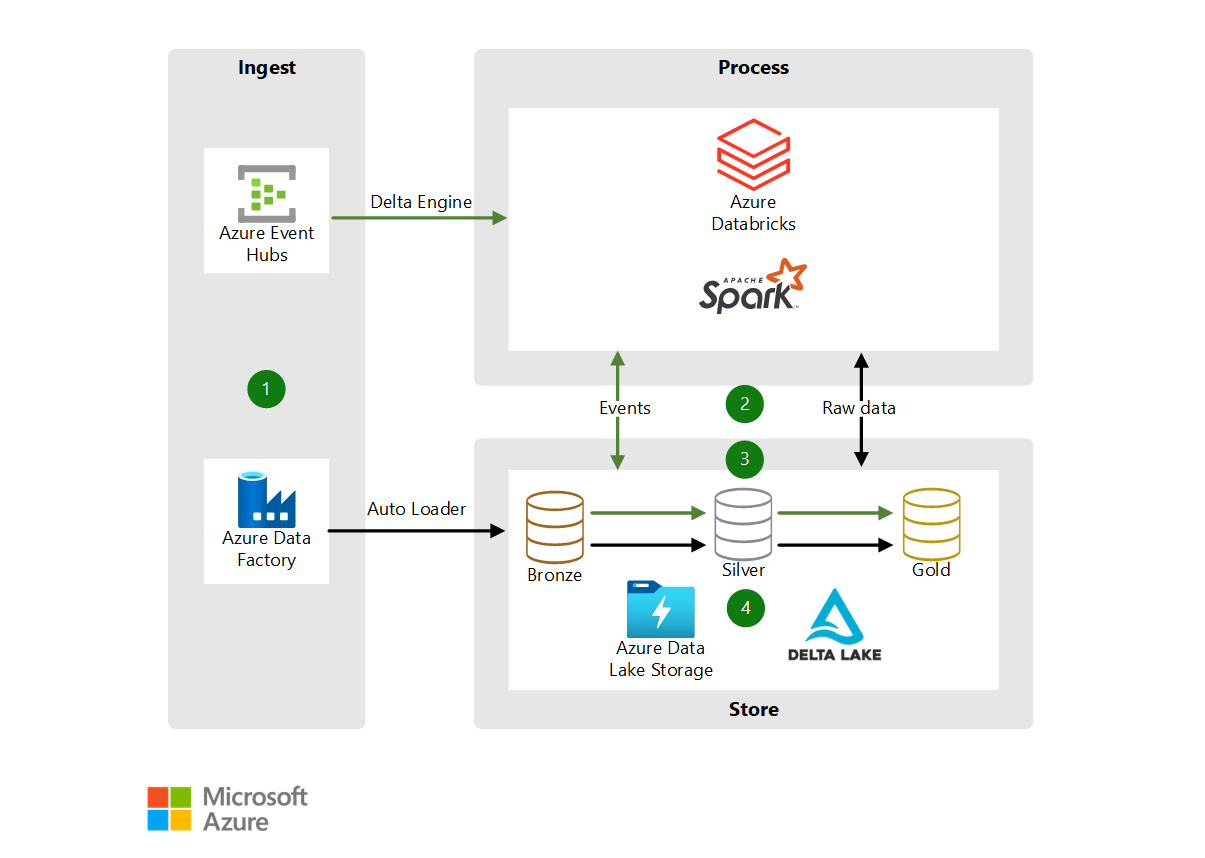 Ingest
Process
Azure Event
Hubs
Delta Engine
Azure
Databricks
APACHE
Spark
TM
1
Events
2
Raw data
3
Azure Data
Factory
Auto Loader
Bronze
Silver
Gold
4
Azure Data
Lake Storage
DELTA LAKE
Store
Microsoft
Azure